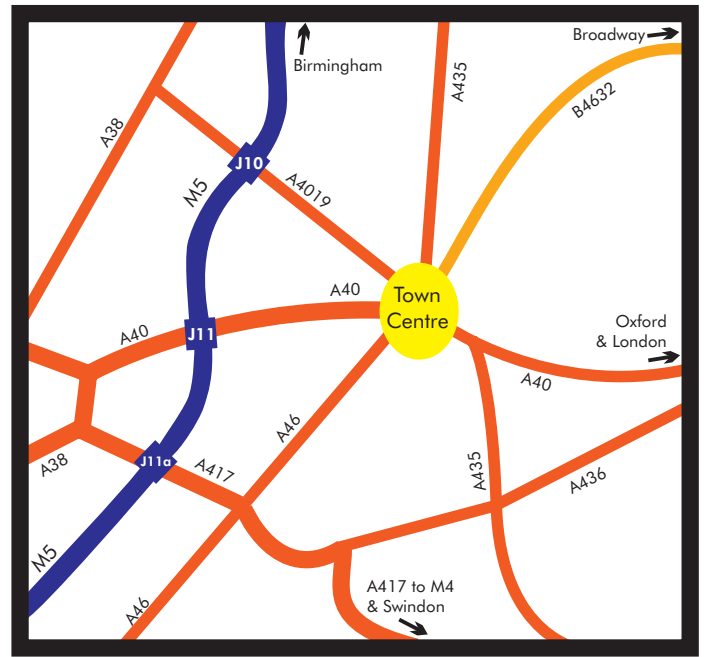 Broadway
Birmingham
A435
B4632
A38
J10
A4019
M5
A40
Town
Centre
A40
J11
Oxford
& London
A40
A46
A435
A436
A38
J11a
A417
M5
A46
A417 to M4
& Swindon